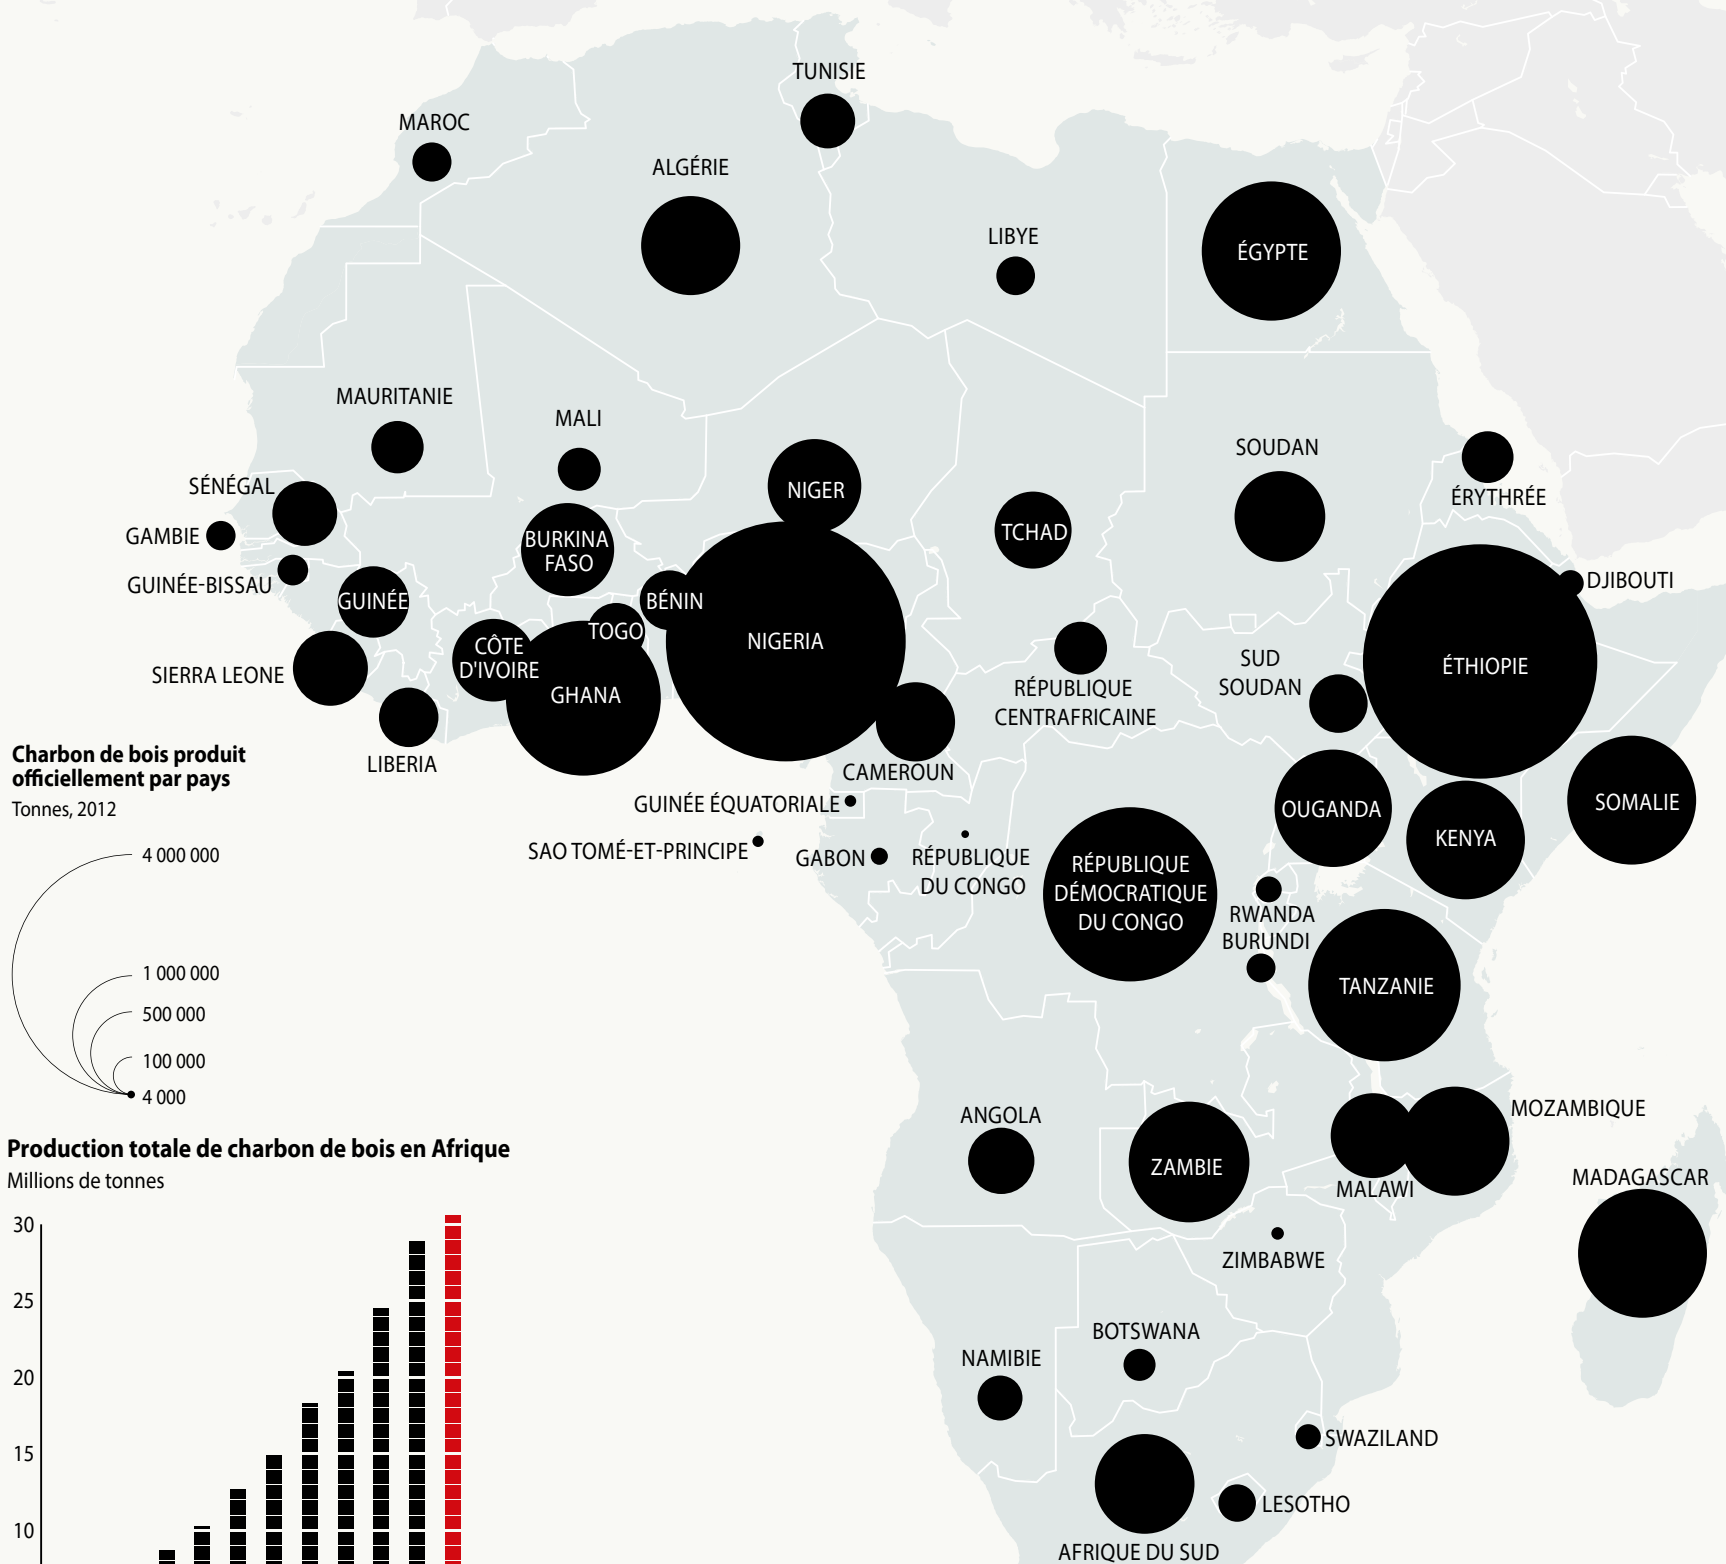 TUNISIE
MAROC
ALGÉRIE
LIBYE
ÉGYPTE
MAURITANIE
MALI
SOUDAN
SÉNÉGAL
NIGER
ÉRYTHRÉE
GAMBIE
TCHAD
BURKINA
FASO
GUINÉE-BISSAU
DJIBOUTI
GUINÉE
BÉNIN
TOGO
NIGERIA
CÔTE
D'IVOIRE
SIERRA LEONE
GHANA
SUD
SOUDAN
ÉTHIOPIE
RÉPUBLIQUE
CENTRAFRICAINE
LIBERIA
CAMEROUN
Charbon de bois produit
officiellement par pays
Tonnes, 2012
4 000 000
1 000 000
500 000
100 000
4 000
GUINÉE ÉQUATORIALE
SAO TOMÉ-ET-PRINCIPE
GABON
RÉPUBLIQUE
DU CONGO
RÉPUBLIQUE
DÉMOCRATIQUE
DU CONGO
OUGANDA
KENYA
SOMALIE
RWANDA
BURUNDI
TANZANIE
ANGOLA
ZAMBIE
MALAWI
MOZAMBIQUE
MADAGASCAR
ZIMBABWE
BOTSWANA
NAMIBIE
SWAZILAND
LESOTHO
AFRIQUE DU SUD
Production totale de charbon de bois en Afrique
Millions de tonnes
30
25
20
15
10